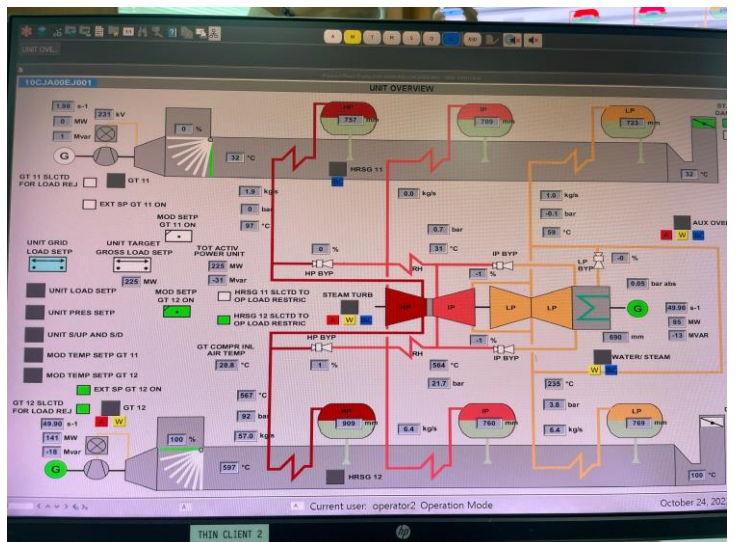 UNIT OVE..
10CJA00EJ001
UNIT OVERVIEW
1.98 s-1
231 kV
0 MW
1 Mvar
0 %
HP
757 mm
IP
709 mm
LP
723 mm
G
32 °C
32 °C
GT 11 SLCTD
FOR LOAD REJ
GT 11
HRSG 11
EXT SP GT 11 ON
1.9 kg/s
0.0 kg/s
1.0 kg/s
MOD SETP
GT 11 ON
0 bar
97 °C
0.7 bar
31 °C
-0.1 bar
59 °C
AUX OVE
A W
UNIT GRID
LOAD SETP
UNIT TARGET
GROSS LOAD SETP
TOT ACTIV
POWER UNIT
225 MW
-31 Mvar
0 %
HP BYP
RH
IP BYP
-1 %
LP
BYP
-0 %
225 MW
UNIT LOAD SETP
MOD SETP
GT 12 ON
HRSG 11 SLCTD TO
OP LOAD RESTRIC
STEAM TURB
0.05 bar abs
UNIT PRES SETP
HRSG 12 SLCTD TO
OP LOAD RESTRIC
A W
HP
IP
LP
LP
G
49.90 s-1
95 MW
-13 MVAR
UNIT S/UP AND S/D
GT COMPR INL
AIR TEMP
28.8 °C
HP BYP
1 %
RH
-1 %
IP BYP
690 mm
WATER/ STEAM
W
MOD TEMP SETP GT 11
MOD TEMP SETP GT 12
564 °C
21.7 bar
235 °C
3.8 bar
EXT SP GT 12 ON
567 °C
92 bar
57.0 kg/s
6.4 kg/s
6.4 kg/s
GT 12 SLCTD
FOR LOAD REJ
GT 12
A W
49.90 s-1
141 MW
-18 Mvar
100 %
HP
909 mm
IP
760 mm
LP
769 mm
G
597 °C
HRSG 12
100 °C
Current user: operator2 Operation Mode
October 24, 202
THIN CLIENT 2
hp